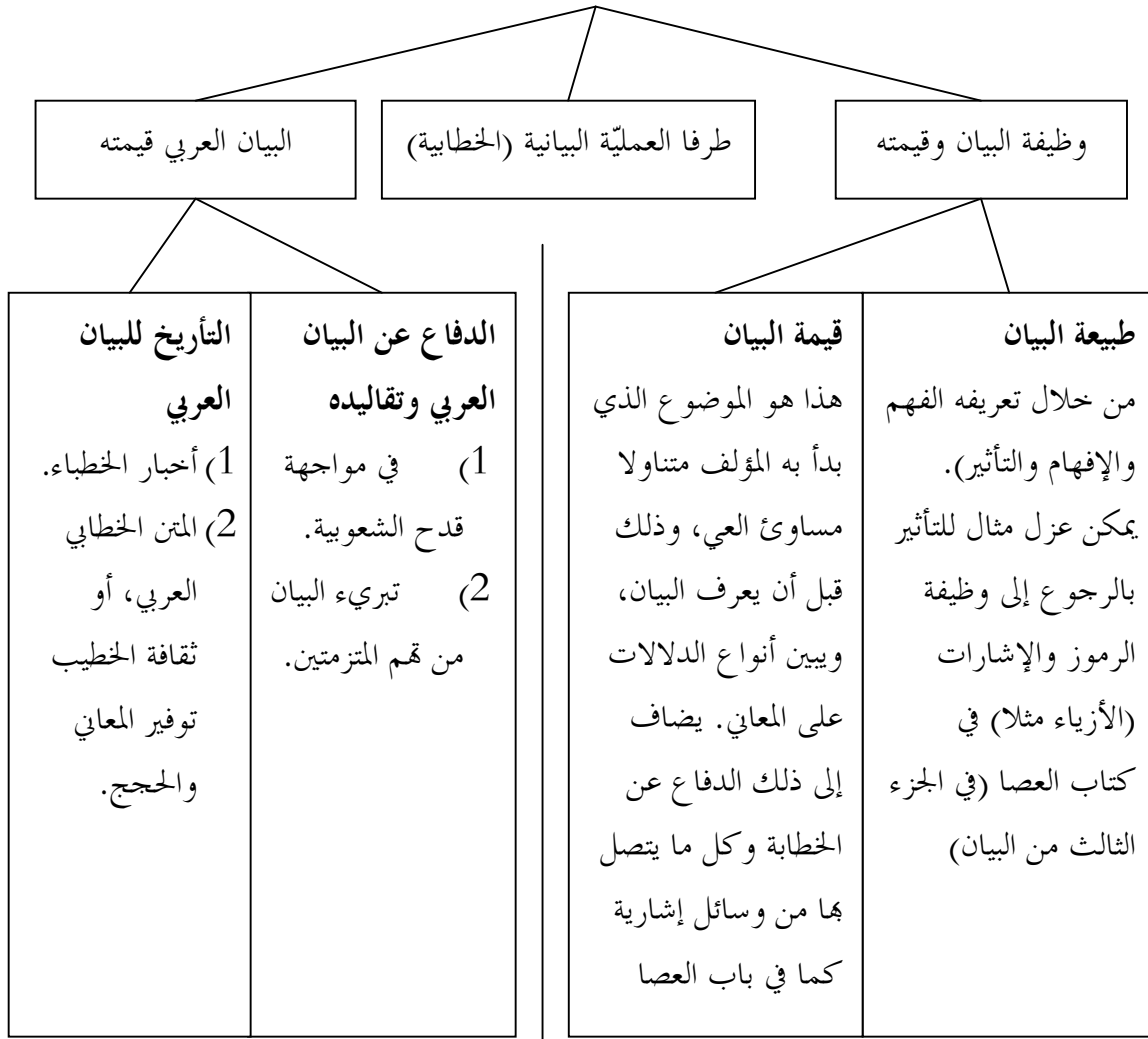 وظيفة البيان وقيمته
طرفا العمليّة البيانية (الخطابية)
البيان العربي قيمته
طبيعة البيان
من خلال تعريفه الفهم
والإفهام والتأثير).
يمكن عزل مثال للتأثير
بالرجوع إلى وظيفة
الرموز والإشارات
(الأزياء مثلا) في
كتاب العصا (في الجزء
الثالث من البيان)
قيمة البيان
هذا هو الموضوع الذي
بدأ به المؤلف متناولا
مساوئ العي، وذلك
قبل أن يعرف البيان،
ويبين أنواع الدلالات
على المعاني. يضاف
إلى ذلك الدفاع عن
الخطابة وكل ما يتصل
بها من وسائل إشارية
كما في باب العصا
الدفاع عن البيان
العربي وتقاليده
1) في مواجهة
قدح الشعوبية.
2) تبريء البيان
من تهم المتزمتين.
التأريخ للبيان
العربي
1) أخبار الخطباء.
2) المتن الخطابي
العربي، أو
ثقافة الخطيب
توفير المعاني
والحجج.